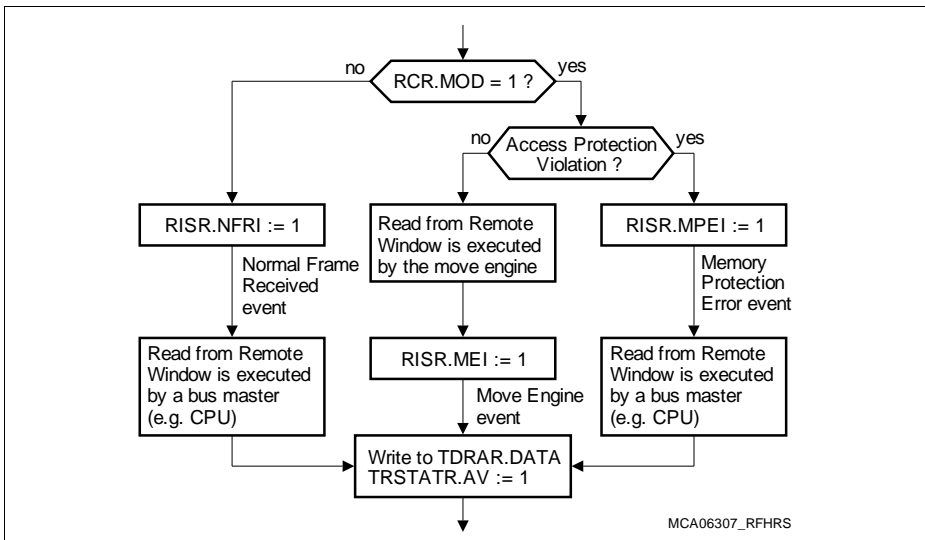 no
RCR.MOD = 1 ?
yes
no
Access Protection
Violation ?
yes
RISR.NFRI := 1
Read from Remote
Window is executed
by the move engine
RISR.MPEI := 1
Normal Frame
Received
event
Memory
Protection
Error event
Read from Remote
Window is executed
by a bus master
(e.g. CPU)
RISR.MEI := 1
Read from Remote
Window is executed
by a bus master
(e.g. CPU)
Move Engine
event
Write to TDRAR.DATA
TRSTATR.AV := 1
MCA06307_RFHRS